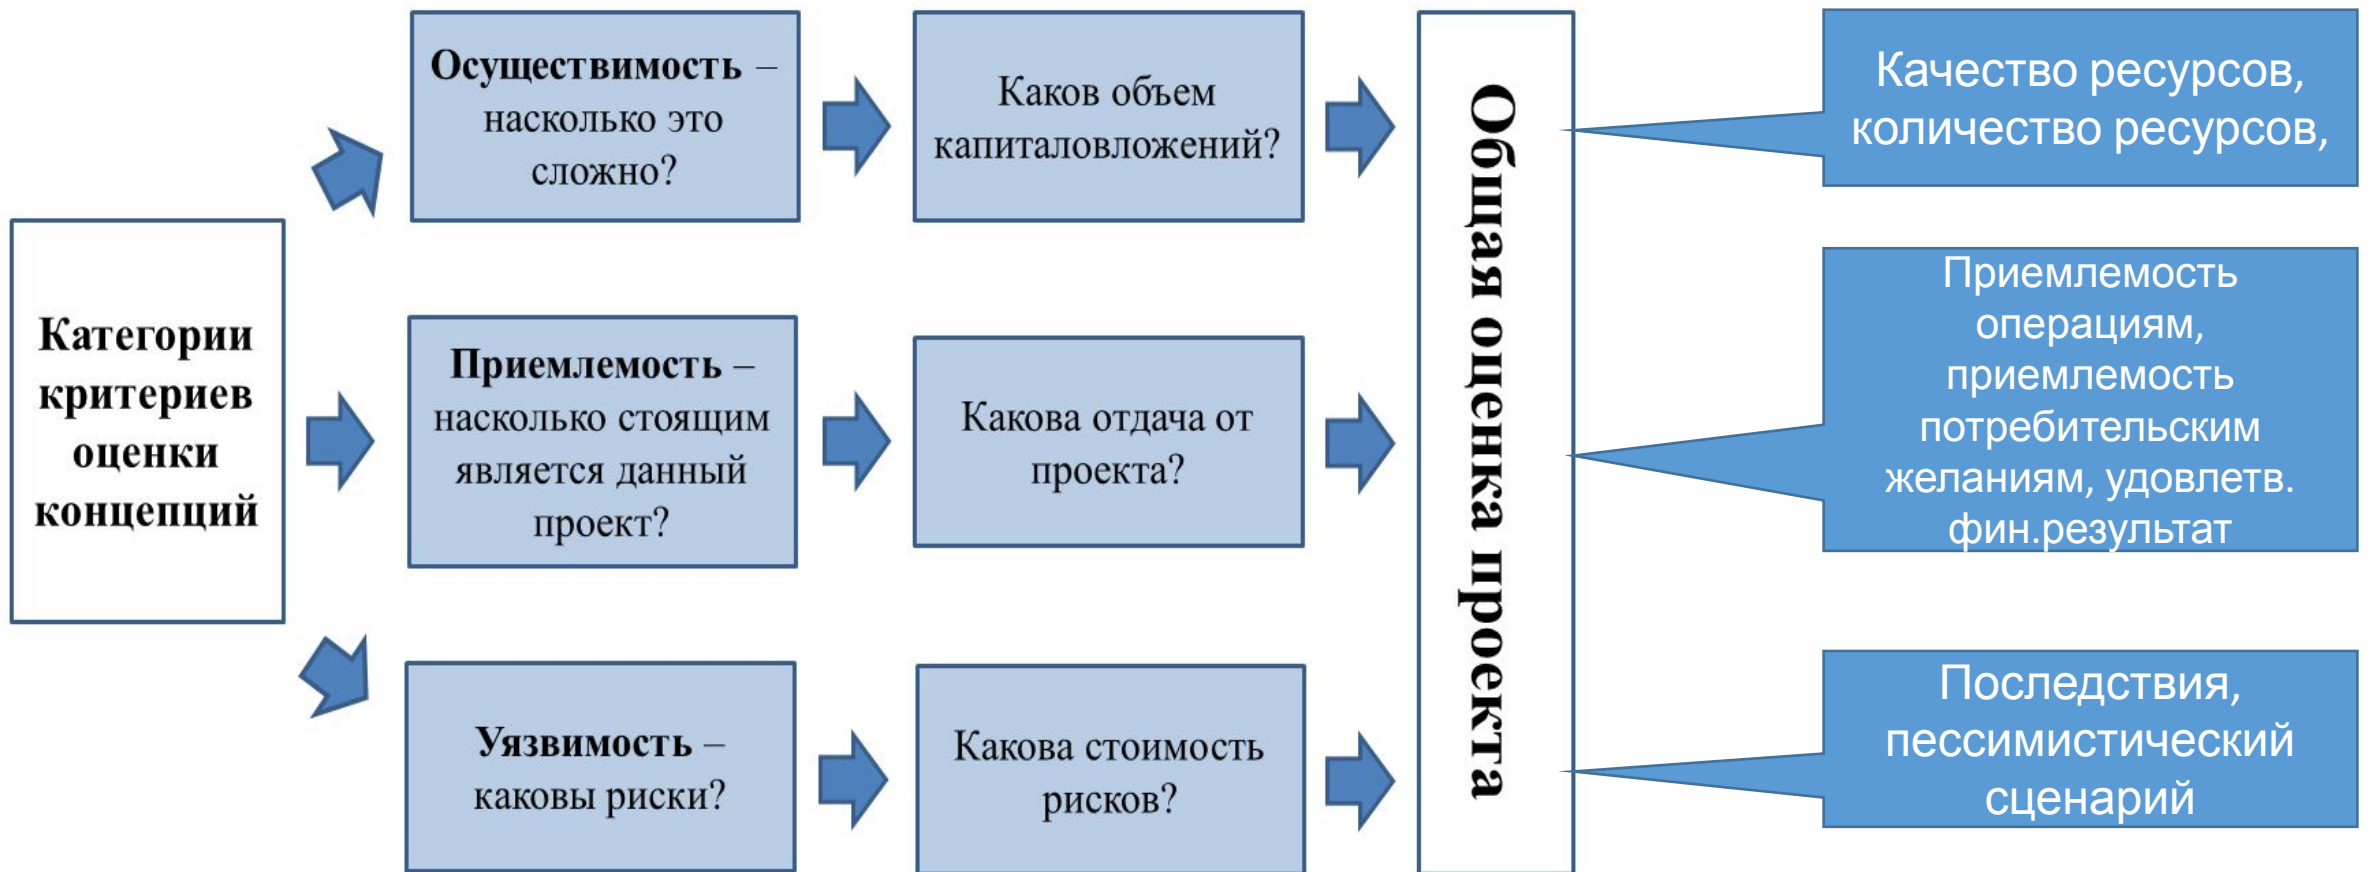 Категории
критериев
оценки
концепций
Осуществимость –
насколько это
сложно?
Каков объем
капиталовложений?
Приемлемость –
насколько стоящим
является данный
проект?
Какова отдача от
проекта?
Уязвимость –
каковы риски?
Какова стоимость
рисков?
Общая оценка проекта
Качество ресурсов,
количество ресурсов,
Приемлемость
операциям,
приемлемость
потребительским
желаниям, удовлетв.
фин.результат
Последствия,
пессимистический
сценарий